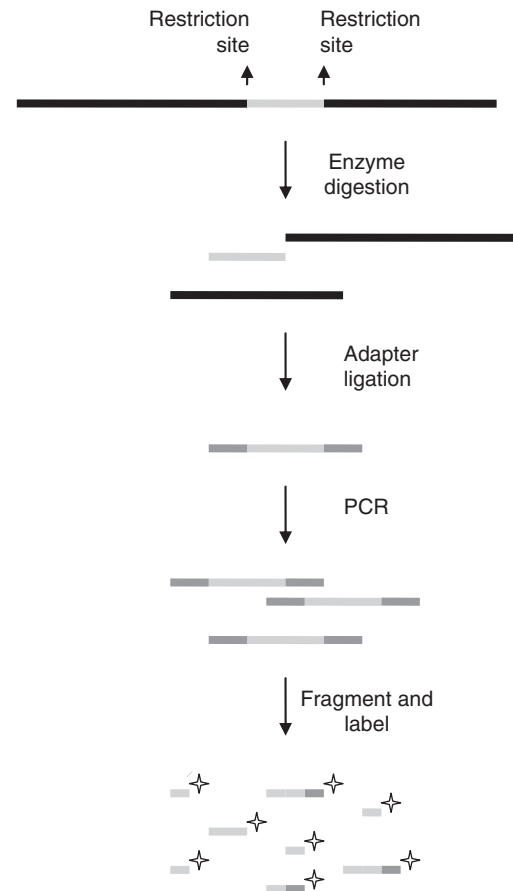 Restriction
site
Restriction
site
Enzyme
digestion
Adapter
ligation
PCR
Fragment and
label